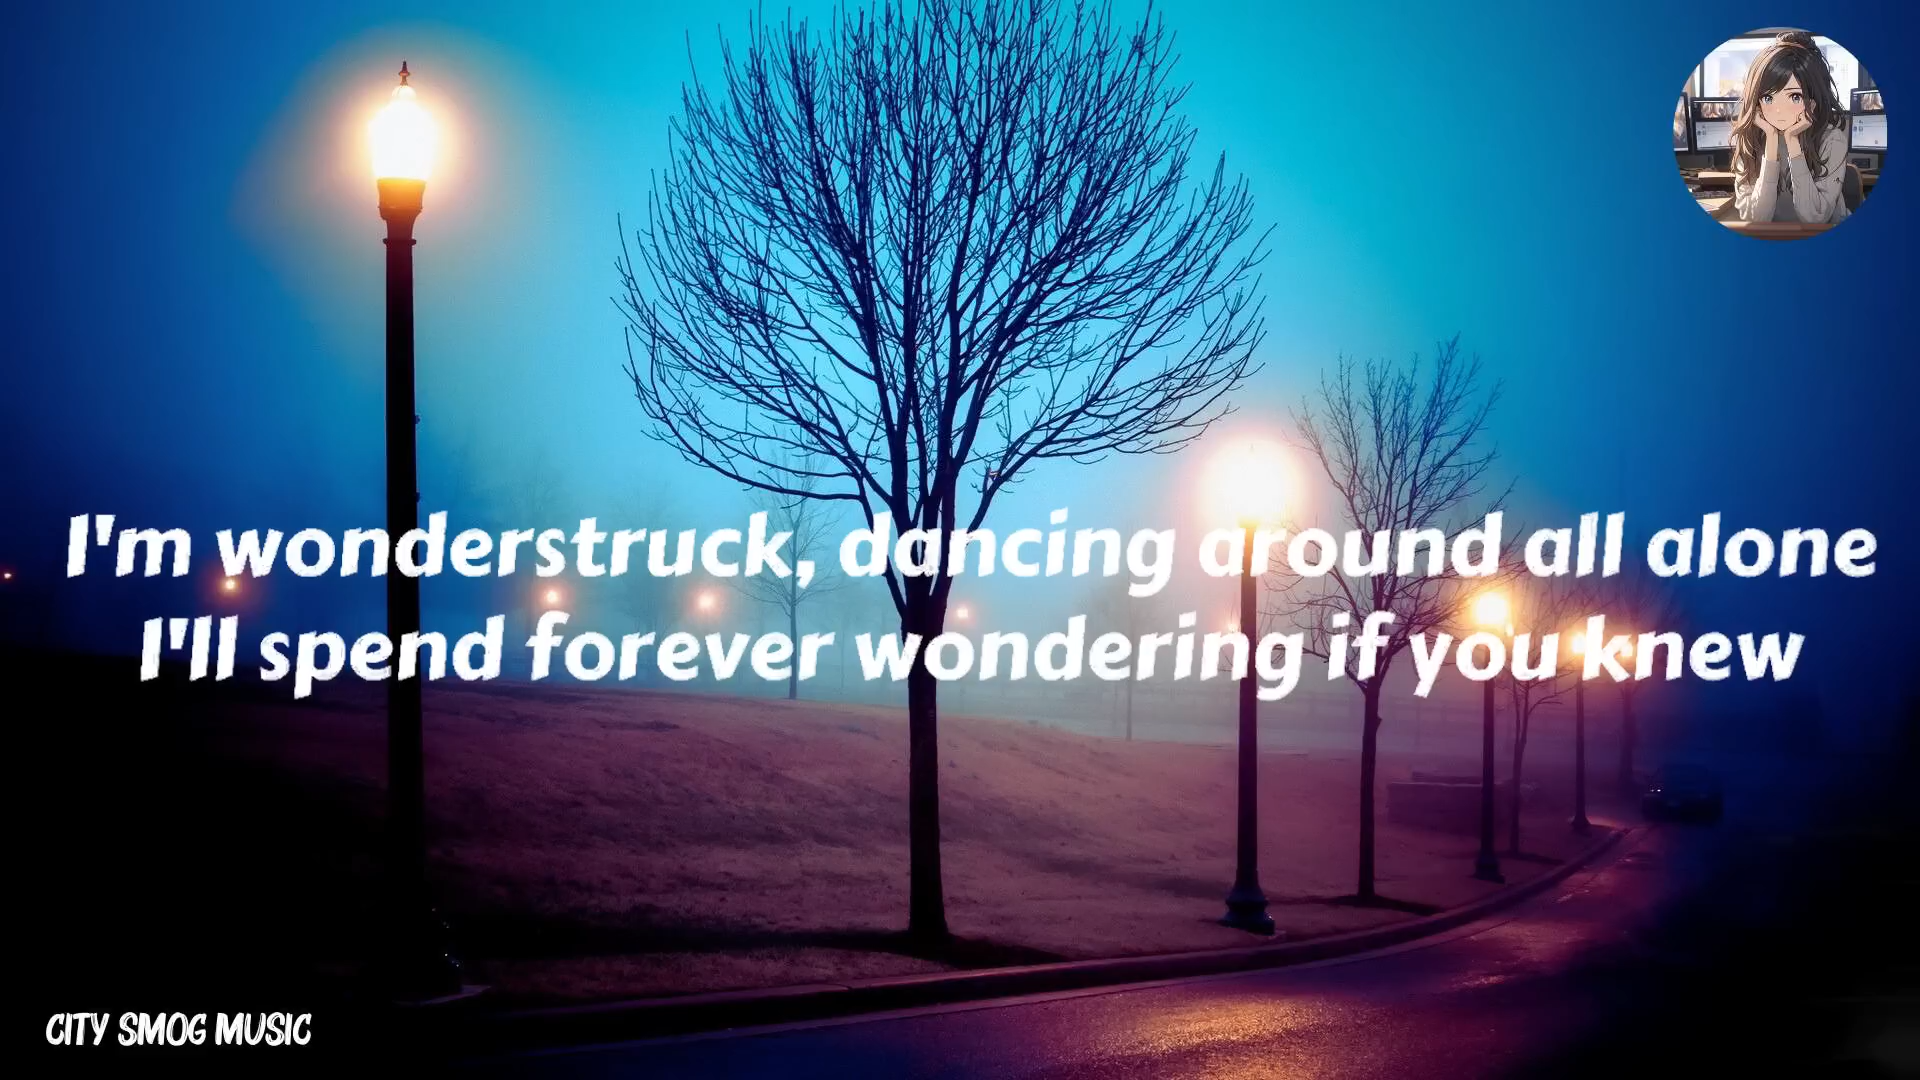 I'm wonderstruck, dancing around all alone
I'll spend forever wondering if you knew
CITY SMOG MUSIC